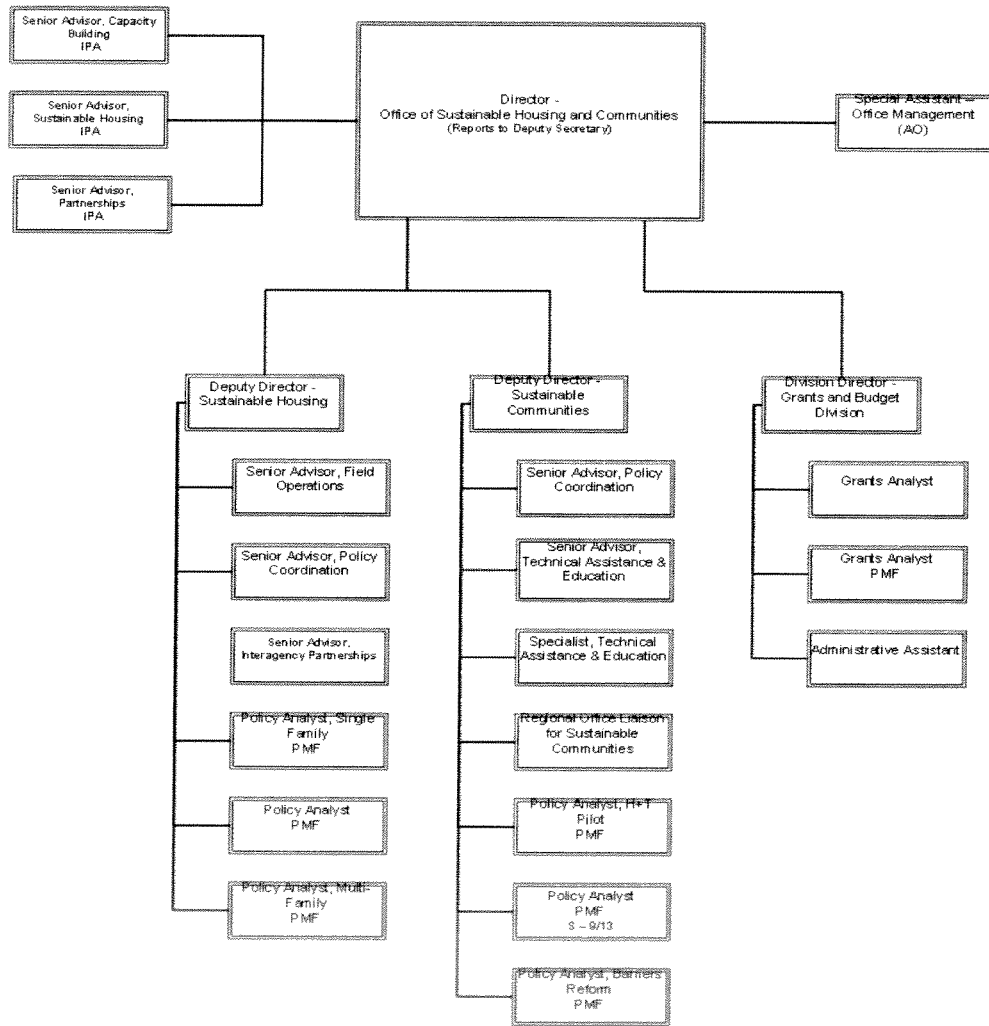 Senior Advisor, Capacity
Building
IPA
Senior Advisor,
Sustainable Housing
IPA
Senior Advisor,
Partnerships
IPA
Director -
Office of Sustainable Housing and Communities
(Reports to Deputy Secretary)
Special Assistant –
Office Management
(AO)
Deputy Director -
Sustainable Housing
Senior Advisor, Field
Operations
Senior Advisor, Policy
Coordination
Senior Advisor,
Interagency Partnerships
Policy Analyst, Single
Family
PMF
Policy Analyst
PMF
Policy Analyst, Multi-
Family
PMF
Deputy Director -
Sustainable
Communities
Senior Advisor, Policy
Coordination
Senior Advisor,
Technical Assistance &
Education
Specialist, Technical
Assistance & Education
Regional Office Liaison
for Sustainable
Communities
Policy Analyst, H+T
Pilot
PMF
Policy Analyst
PMF
S – 9/13
Policy Analyst, Barriers
Reform
PMF
Division Director -
Grants and Budget
Division
Grants Analyst
Grants Analyst
PMF
Administrative Assistant